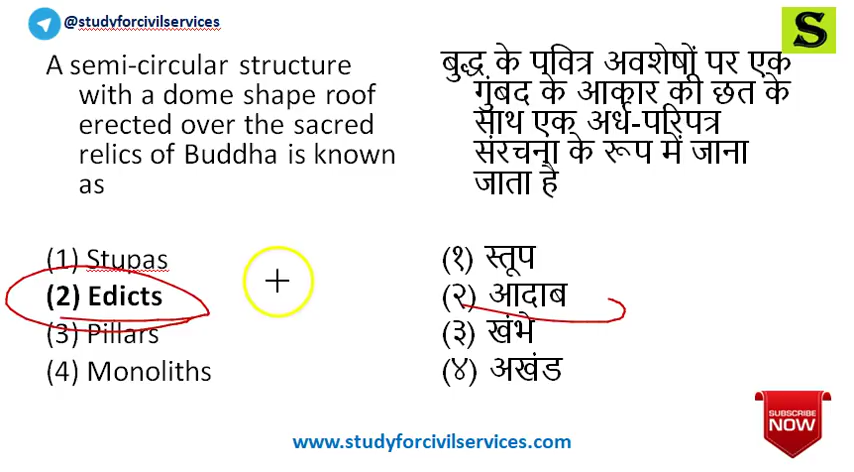 @studyforcivilservices
S
A semi-circular structure
with a dome shape roof
erected over the sacred
relics of Buddha is known
as
(1) Stupas
(2) Edicts
(3) Pillars
(4) Monoliths
बुद्ध के पवित्र अवशेषों पर एक
गुंबद के आकार की छत के
साथ एक अर्ध-परिपत्र
संरचना के रूप में जाना
जाता है
(१) स्तूप
(२) आदाब
(३) खंभे
(४) अखंड
SUBSCRIBE
NOW
www.studyforcivilservices.com